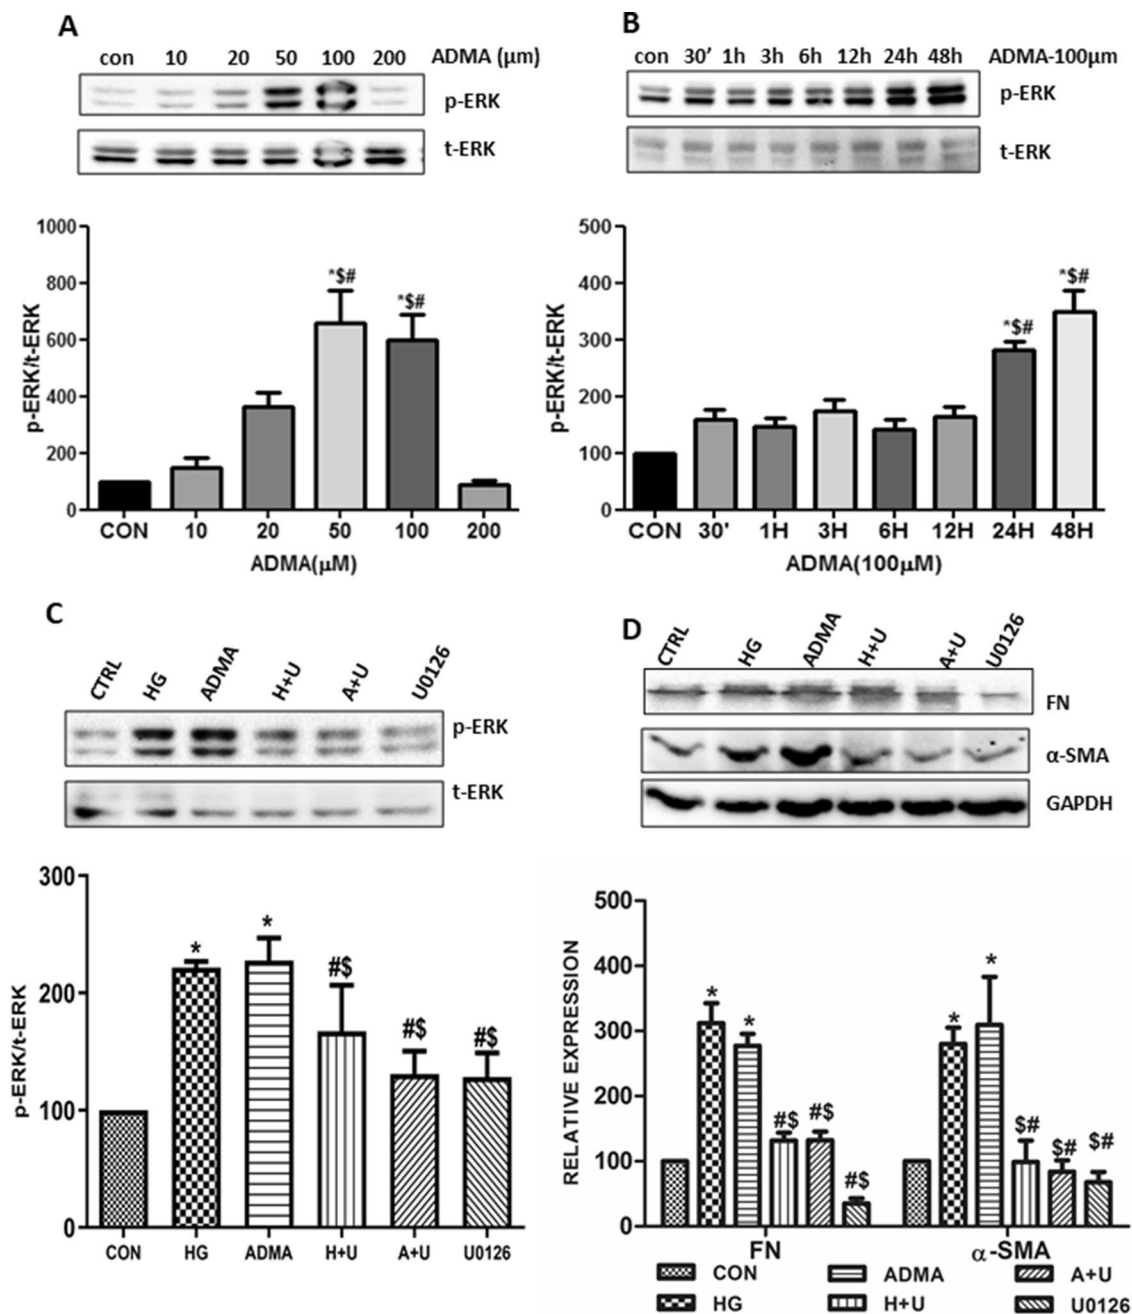 A
con 10 20 50 100 200 ADMA (µm)
p-ERK
t-ERK
1000
800
600
400
200
0
p-ERK/t-ERK
*$#
*$#
CON 10 20 50 100 200
ADMA(µM)
B
con 30' 1h 3h 6h 12h 24h 48h ADMA-100µm
p-ERK
t-ERK
500
400
300
200
100
0
p-ERK/t-ERK
*$#
*$#
CON 30' 1H 3H 6H 12H 24H 48H
ADMA(100µM)
C
CTRL HG ADMA H+U A+U U0126
p-ERK
t-ERK
300
200
100
0
p-ERK/t-ERK
*
*
#$
#$
#$
CON HG ADMA H+U A+U U0126
D
CTRL HG ADMA H+U A+U U0126
FN
α-SMA
GAPDH
500
400
300
200
100
0
RELATIVE EXPRESSION
*
*
#$
#$
#$
*
*
$#
$#
$#
FN α-SMA
CON ADMA A+U
HG H+U U0126